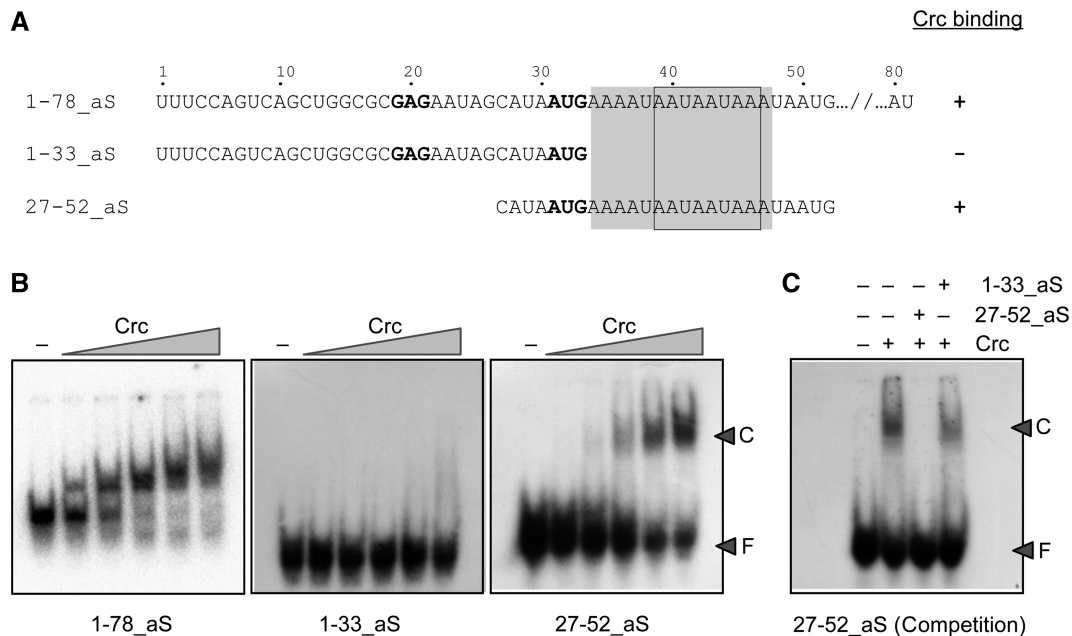 A
Crc binding
1 10 20 30 40 50 80
1-78_aS UUUCCAGUCAGCUGGCGCGAGAAUAGCAUAAUGAAAAUAAUAAUAAAUAAUG…//…AU +
1-33_aS UUUCCAGUCAGCUGGCGCGAGAAUAGCAUAAUG –
27-52_aS CAUAAUGAAAAUAAUAAUAAAUAAUG +
B
– Crc – Crc – Crc
C
F
1-78_aS 1-33_aS 27-52_aS
C
– – – + 1-33_aS
– – + – 27-52_aS
– + + + Crc
C
F
27-52_aS (Competition)